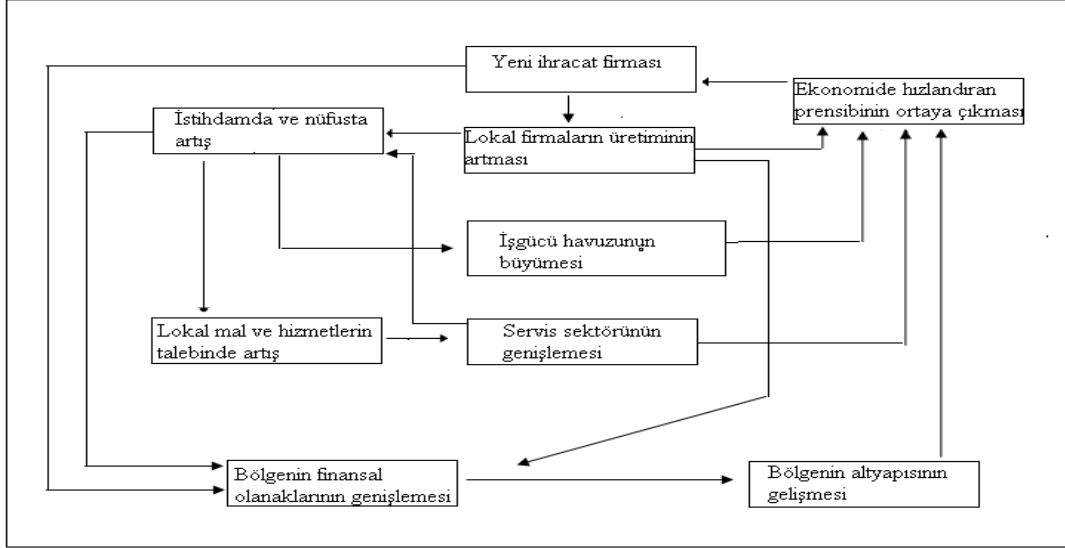 Yeni ihracat firması
Ekonomide hızlandıran
prensibinin ortaya çıkması
İstihdamda ve nüfusta
artış
Lokal firmaların üretiminin
artması
İşgücü havuzunun
büyümesi
Lokal mal ve hizmetlerin
talebinde artış
Servis sektörünün
genişlemesi
Bölgenin finansal
olanaklarının genişlemesi
Bölgenin altyapısının
gelişmesi